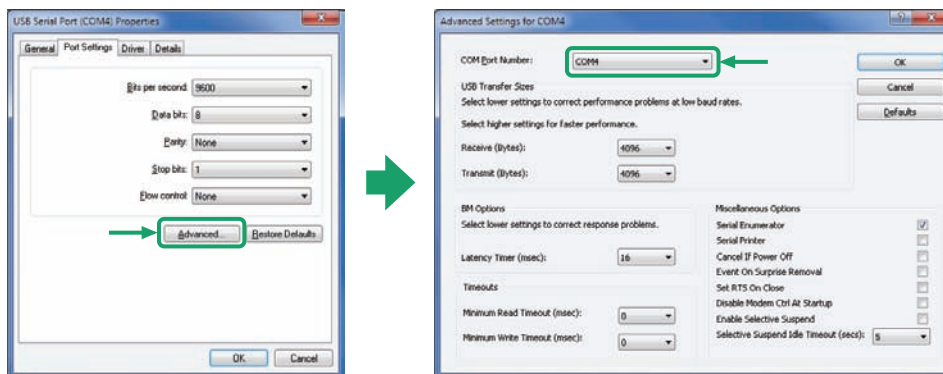 USB Serial Port (COM4) Properties
General Port Settings Driver Details
Bits per second: 9600
Data bits: 8
Parity: None
Stop bits: 1
Flow control: None
Advanced... Restore Defaults
OK Cancel
Advanced Settings for COM4
COM Port Number: COM4
OK
USB Transfer Sizes
Cancel
Select lower settings to correct performance problems at low baud rates.
Defaults
Select higher settings for faster performance.
Receive (Bytes): 4096
Transmit (Bytes): 4096
BM Options
Select lower settings to correct response problems.
Latency Timer (msec): 16
Timeouts
Minimum Read Timeout (msec): 0
Minimum Write Timeout (msec): 0
Miscellaneous Options
Serial Enumerator
Serial Printer
Cancel If Power Off
Event On Surprise Removal
Set RTS On Close
Disable Modem Ctrl At Startup
Enable Selective Suspend
Selective Suspend Idle Timeout (secs): 5